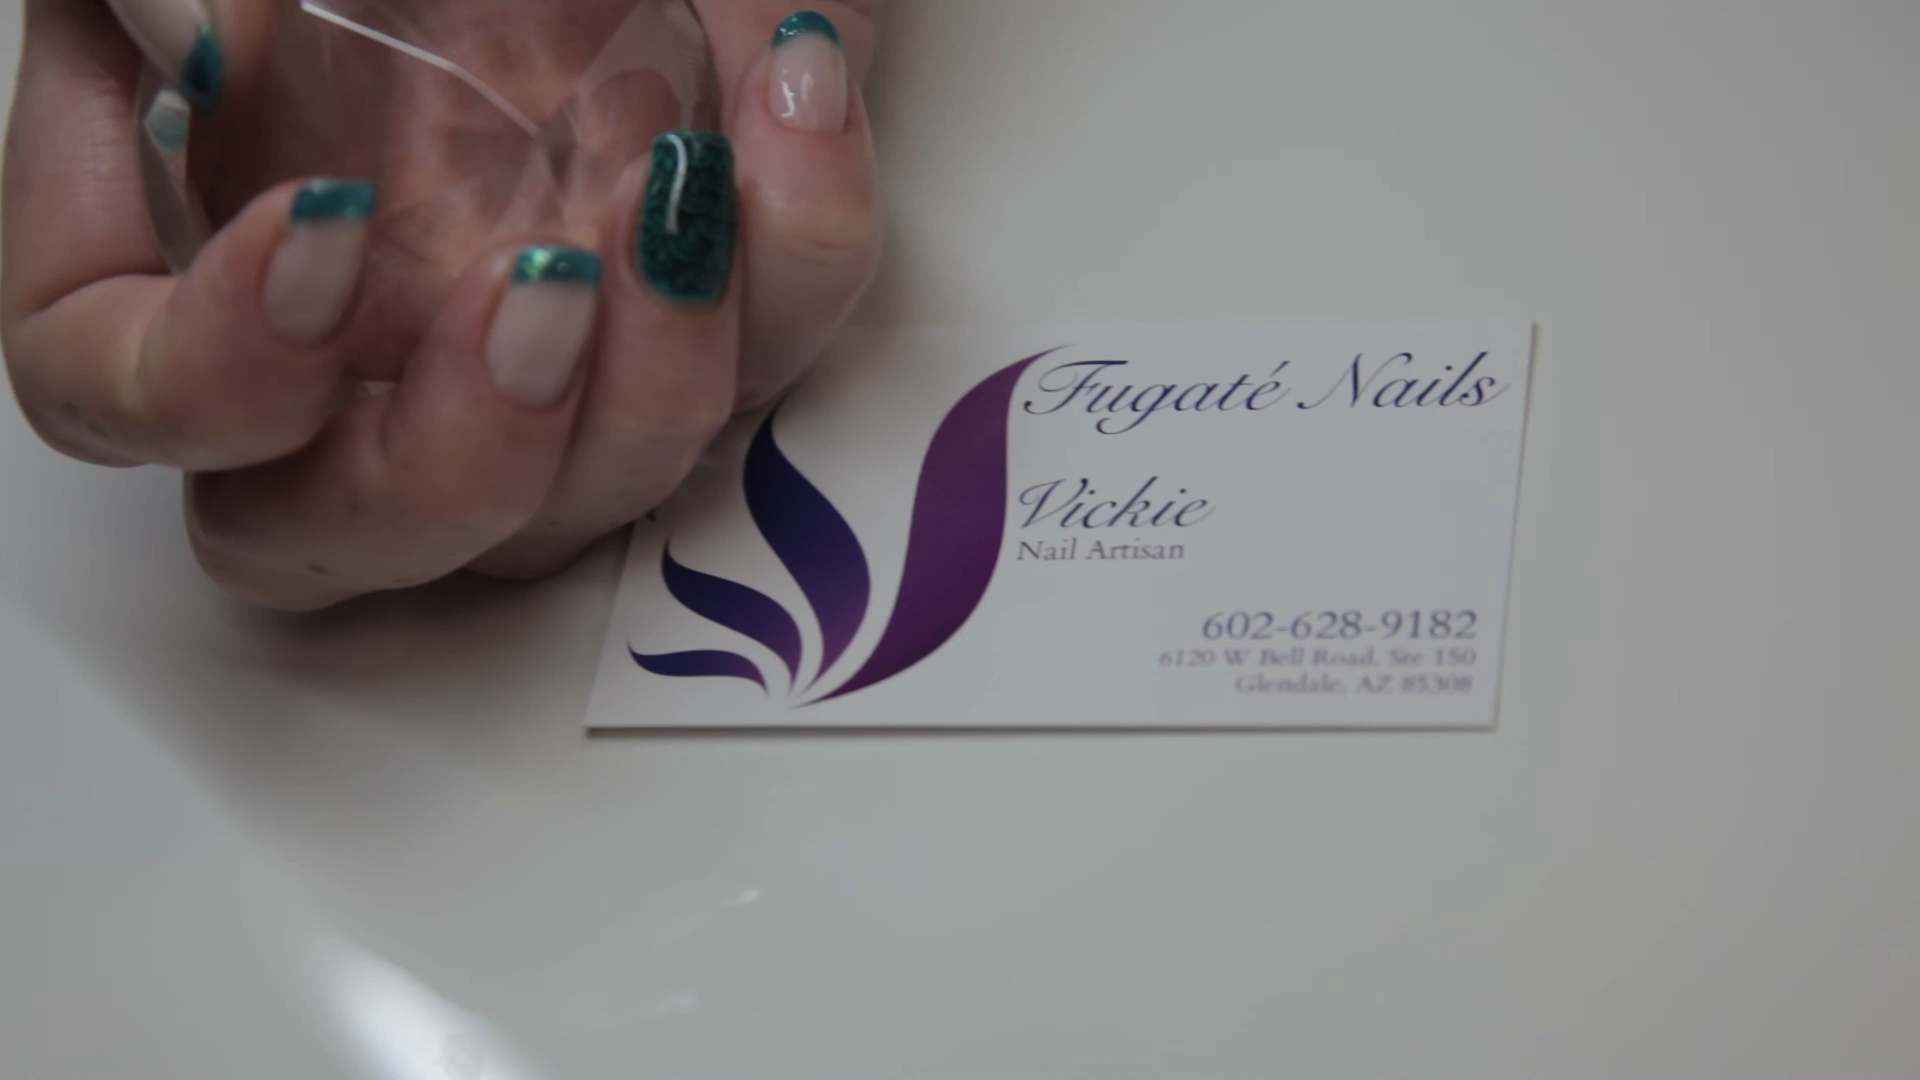 Fugaté Nails
Vickie
Nail Artisan
602-628-9182
6120 W Bell Road, Ste 150
Glendale, AZ 85308